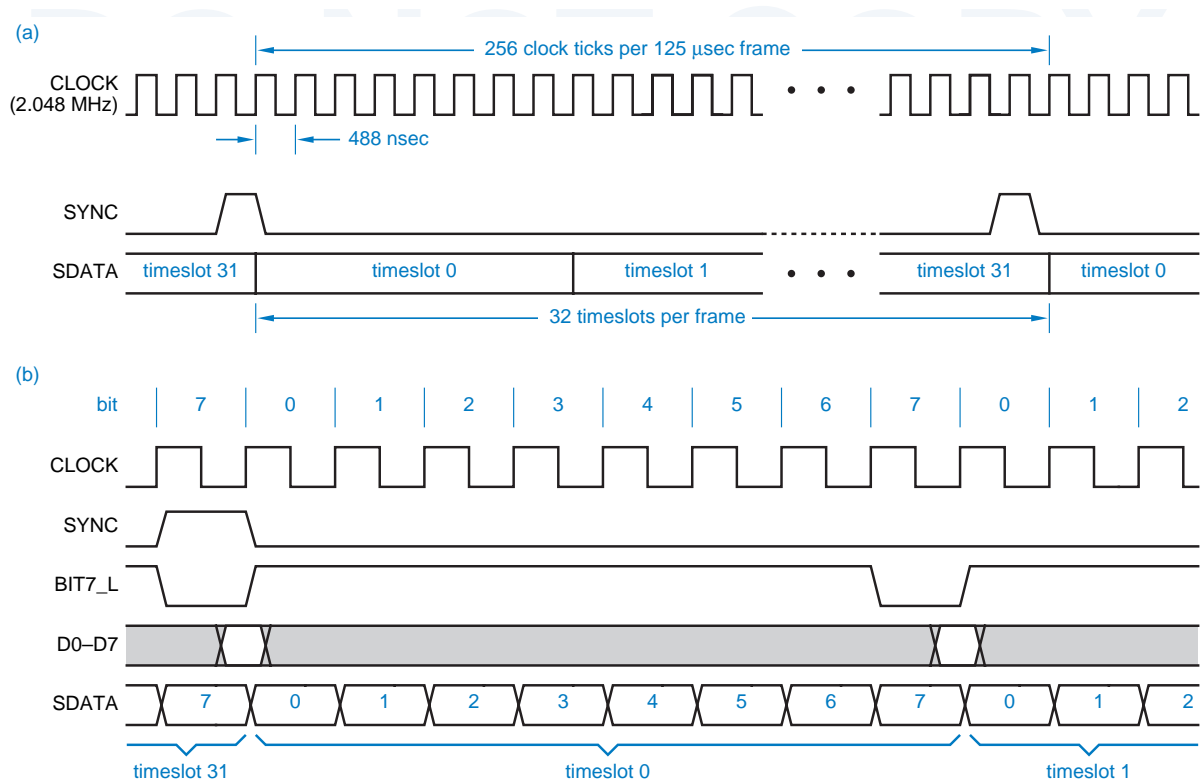 DO NOT COPY
(a)
256 clock ticks per 125 μsec frame
CLOCK
(2.048 MHz)
488 nsec
SYNC
SDATA
timeslot 31
timeslot 0
timeslot 1
timeslot 31
timeslot 0
32 timeslots per frame
(b)
bit 7 0 1 2 3 4 5 6 7 0 1 2
CLOCK
SYNC
BIT7_L
D0–D7
SDATA 7 0 1 2 3 4 5 6 7 0 1 2
timeslot 31
timeslot 0
timeslot 1